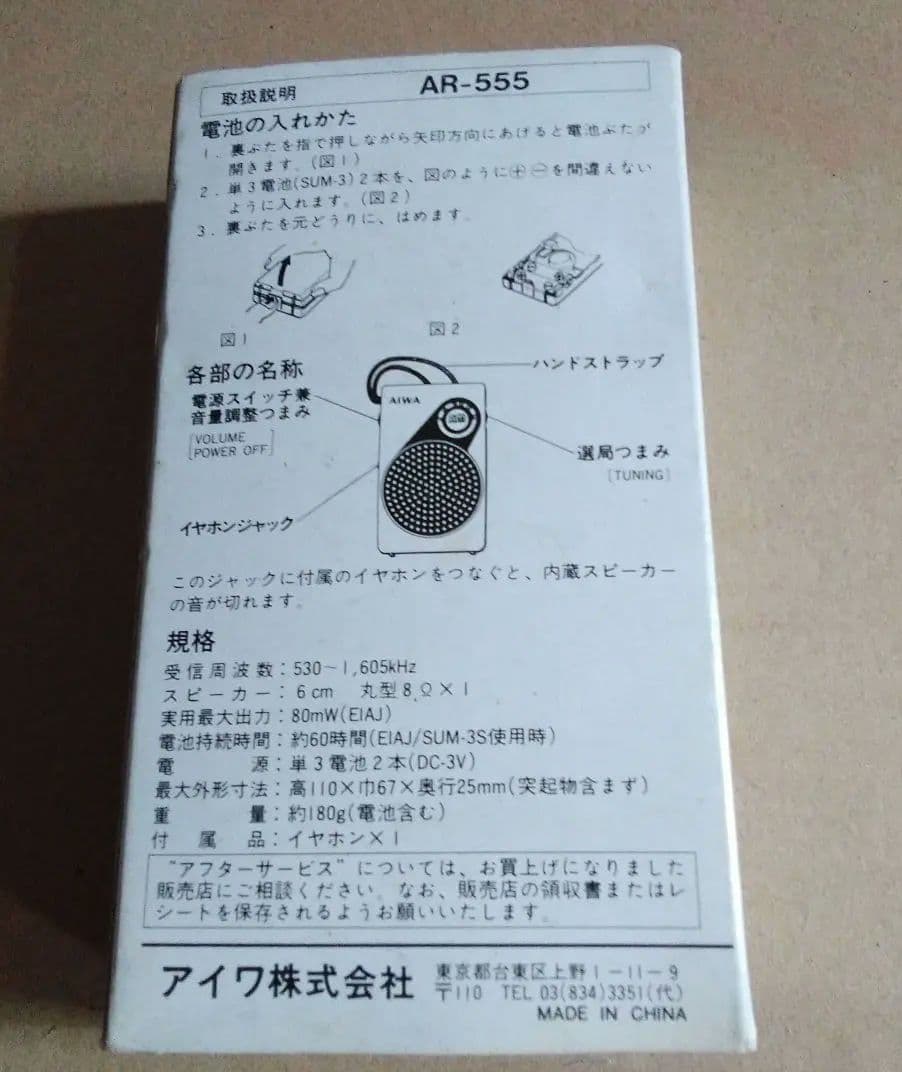 取扱説明 AR-555
電池の入れかた
1. 裏ぶたを指で押しながら矢印方向にあげると電池ぶたが
開きます。(図1)
2. 単3電池(SUM-3)2本を、図のように⊕⊖を間違えない
ように入れます。(図2)
3. 裏ぶたを元どうりに、はめます。
図1
図2
各部の名称
ハンドストラップ
電源スイッチ兼
音量調整つまみ
[VOLUME
POWER OFF]
AIWA
選局つまみ
[TUNING]
イヤホンジャック
このジャックに付属のイヤホンをつなぐと、内蔵スピーカー
の音が切れます。
規格
受信周波数:530~1,605kHz
スピーカー:6cm 丸型8Ω×1
実用最大出力:80mW(EIAJ)
電池持続時間:約60時間(EIAJ/SUM-3S使用時)
電源:単3電池2本(DC-3V)
最大外形寸法:高110×巾67×奥行25mm(突起物含まず)
重量:約180g(電池含む)
付属品:イヤホン×1
"アフターサービス"については、お買上げになりました
販売店にご相談ください。なお、販売店の領収書またはレ
シートを保存されるようお願いいたします。
アイワ株式会社
東京都台東区上野1-11-9
〒110 TEL 03(834)3351(代)
MADE IN CHINA